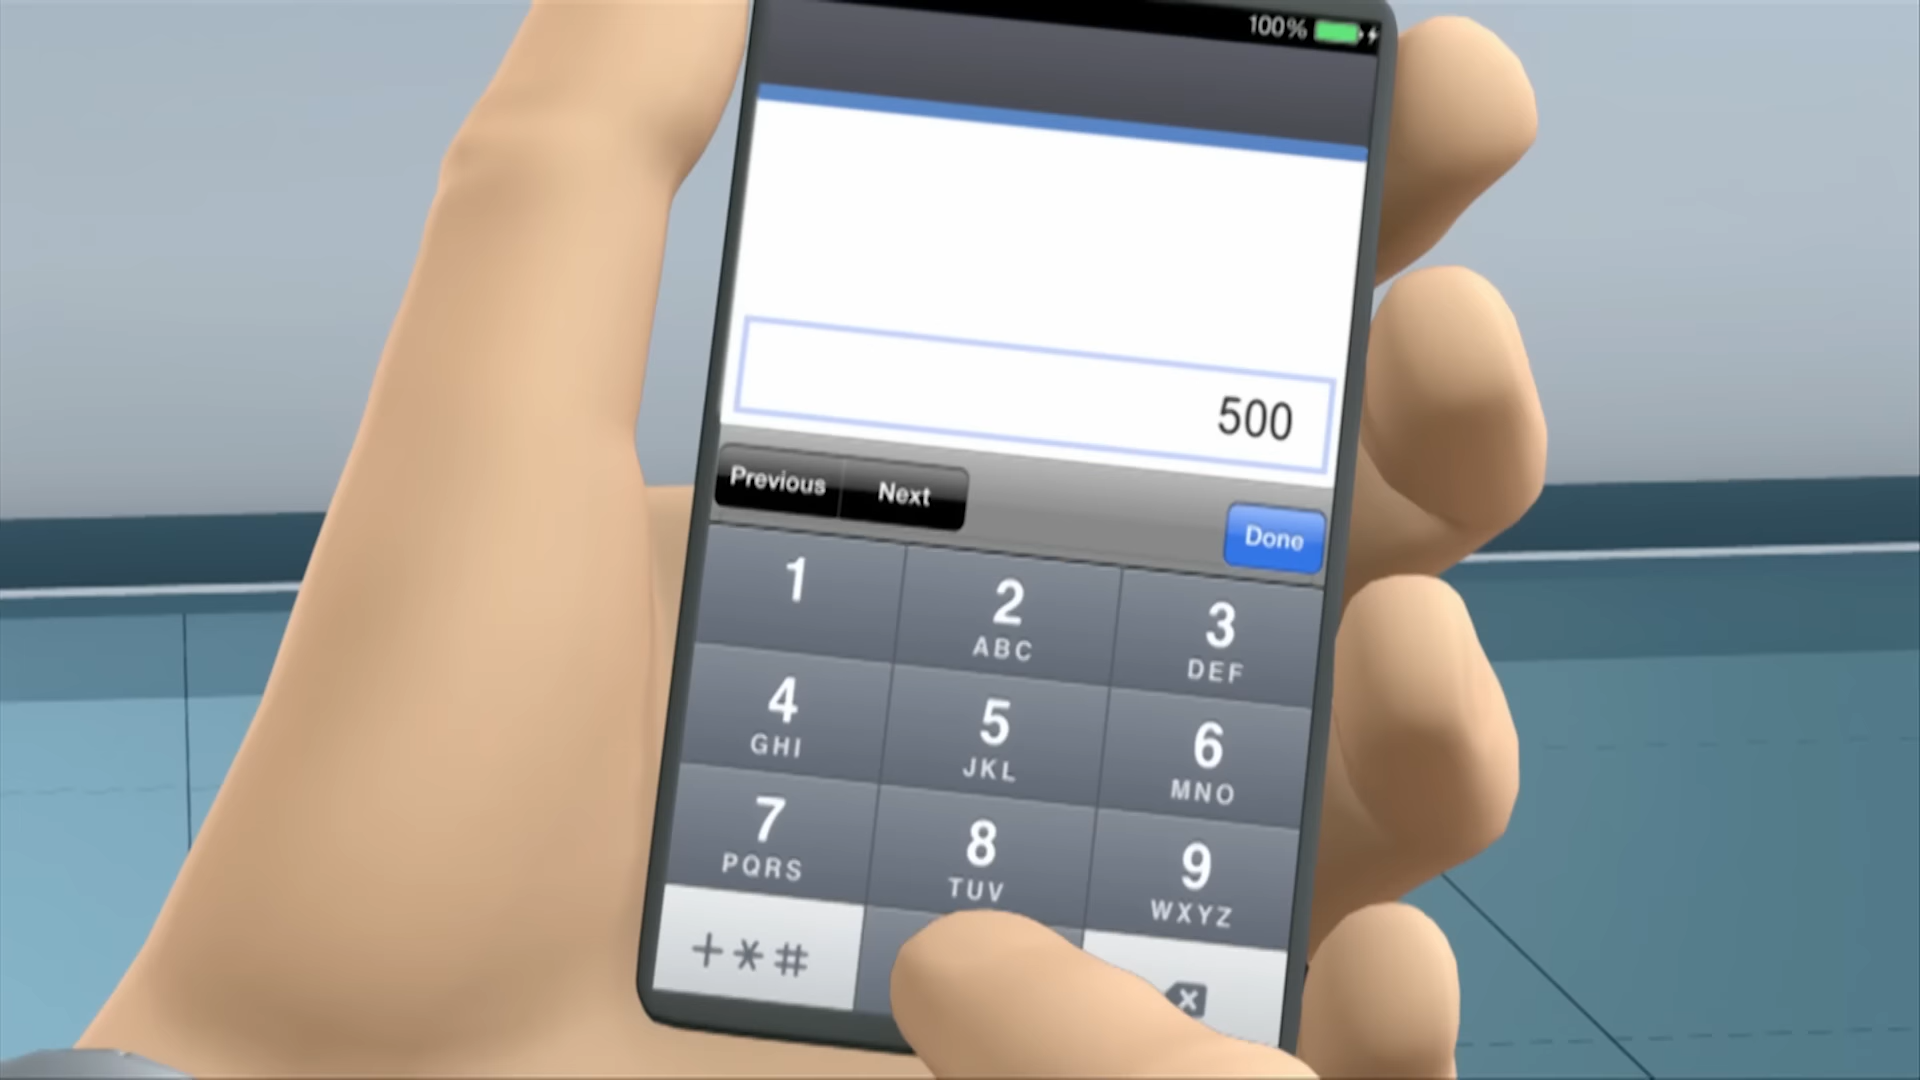 100%
500
Previous Next Done
1 2 3
ABC DEF
4 5 6
GHI JKL MNO
7 8 9
PQRS TUV WXYZ
+*#